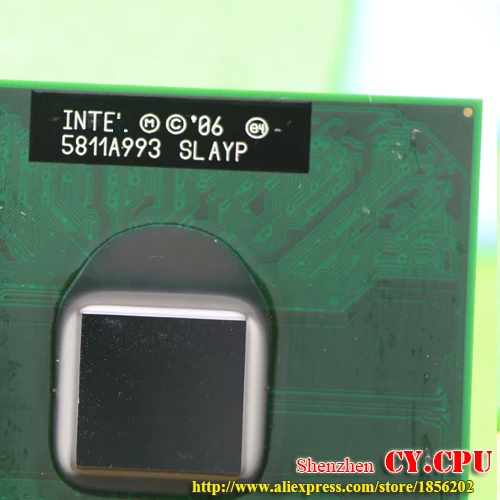 INTE'. Ⓜ © '06 e4
5811A993 SLAYP
Shenzhen CY.CPU
http://www.aliexpress.com/store/1856202